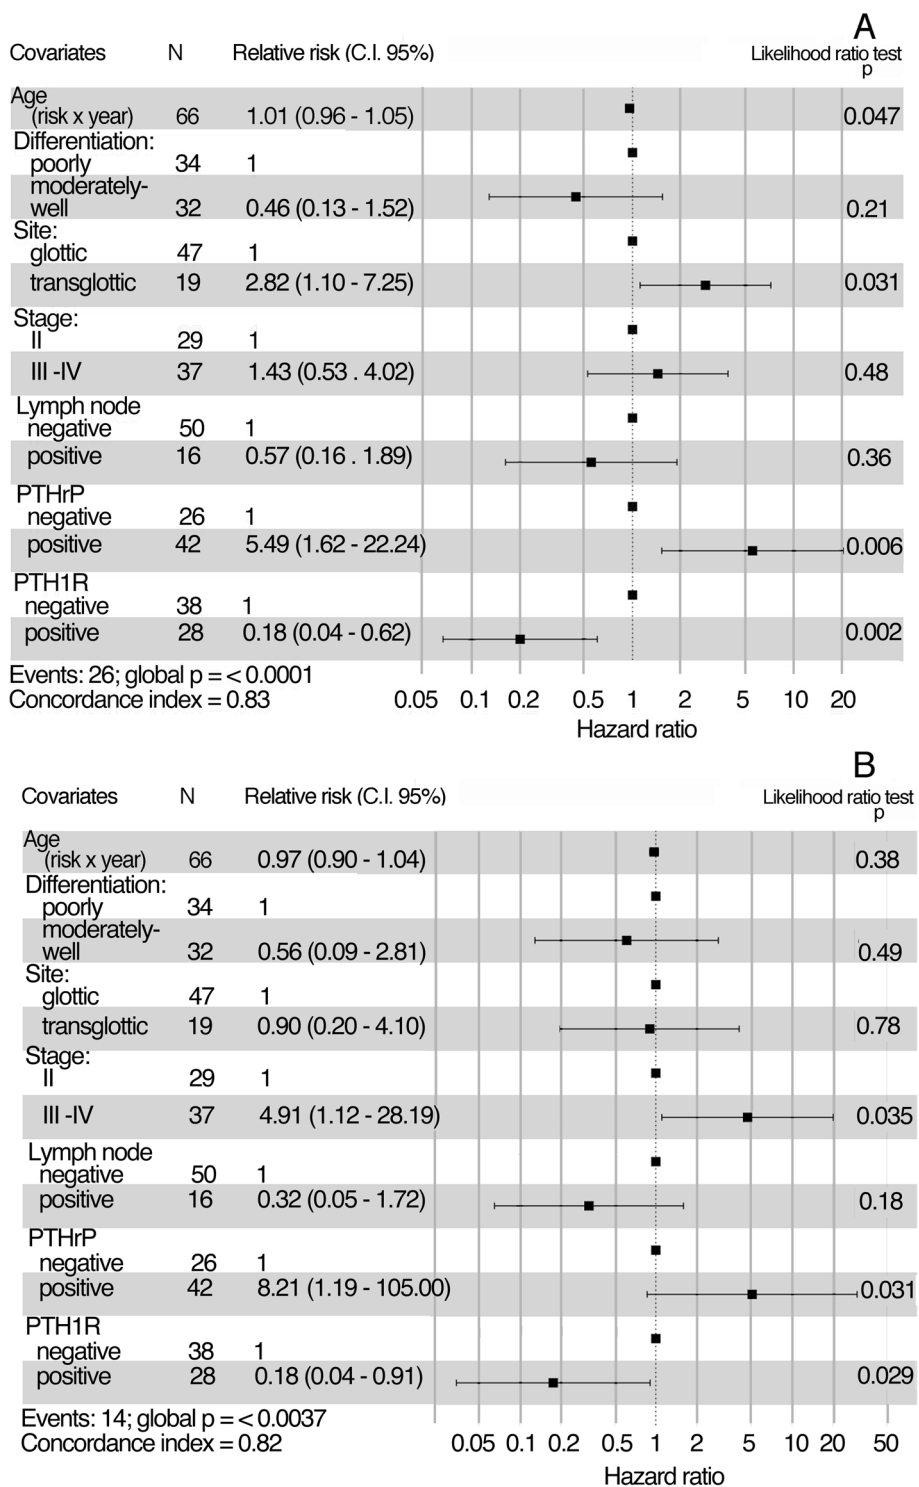 A
Covariates N Relative risk (C.I. 95%) Likelihood ratio test
p
Age
(risk x year) 66 1.01 (0.96 - 1.05) 0.047
Differentiation:
poorly 34 1
moderately-
well 32 0.46 (0.13 - 1.52) 0.21
Site:
glottic 47 1
transglottic 19 2.82 (1.10 - 7.25) 0.031
Stage:
II 29 1
III -IV 37 1.43 (0.53 . 4.02) 0.48
Lymph node
negative 50 1
positive 16 0.57 (0.16 . 1.89) 0.36
PTHrP
negative 26 1
positive 42 5.49 (1.62 - 22.24) 0.006
PTH1R
negative 38 1
positive 28 0.18 (0.04 - 0.62) 0.002
Events: 26; global p = < 0.0001
Concordance index = 0.83 0.05 0.1 0.2 0.5 1 2 5 10 20
Hazard ratio
B
Covariates N Relative risk (C.I. 95%) Likelihood ratio test
p
Age
(risk x year) 66 0.97 (0.90 - 1.04) 0.38
Differentiation:
poorly 34 1
moderately-
well 32 0.56 (0.09 - 2.81) 0.49
Site:
glottic 47 1
transglottic 19 0.90 (0.20 - 4.10) 0.78
Stage:
II 29 1
III -IV 37 4.91 (1.12 - 28.19) 0.035
Lymph node
negative 50 1
positive 16 0.32 (0.05 - 1.72) 0.18
PTHrP
negative 26 1
positive 42 8.21 (1.19 - 105.00) 0.031
PTH1R
negative 38 1
positive 28 0.18 (0.04 - 0.91) 0.029
Events: 14; global p = < 0.0037
Concordance index = 0.82 0.05 0.1 0.2 0.5 1 2 5 10 20 50
Hazard ratio